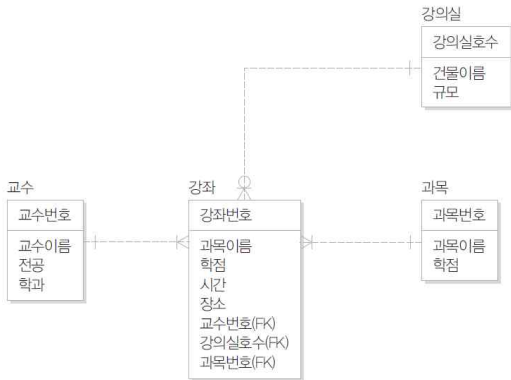 강의실
강의실호수
건물이름
규모
교수
교수번호
교수이름
전공
학과
강좌
강좌번호
과목이름
학점
시간
장소
교수번호(FK)
강의실호수(FK)
과목번호(FK)
과목
과목번호
과목이름
학점